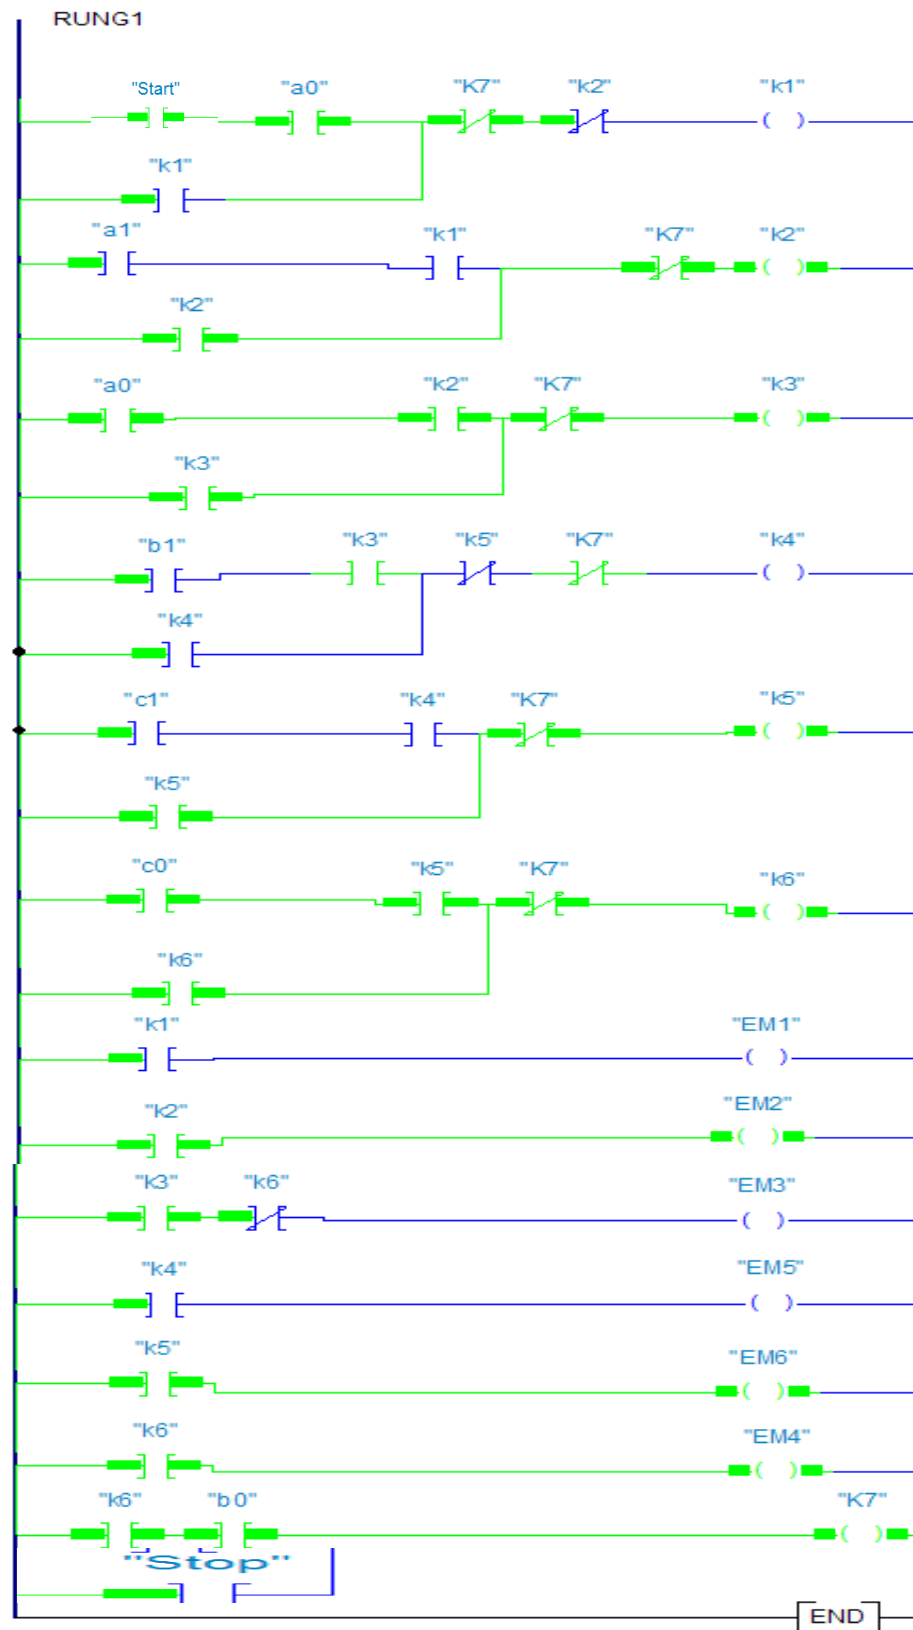 RUNG1
"Start" "a0" "K7" "k2" "k1"
"k1"
"a1" "k1" "K7" "k2"
"k2"
"a0" "k2" "K7" "k3"
"k3"
"b1" "k3" "k5" "K7" "k4"
"k4"
"c1" "k4" "K7" "k5"
"k5"
"c0" "k5" "K7" "k6"
"k6"
"k1" "EM1"
"k2" "EM2"
"k3" "k6" "EM3"
"k4" "EM5"
"k5" "EM6"
"k6" "EM4"
"k6" "b0" "K7"
"Stop"
END